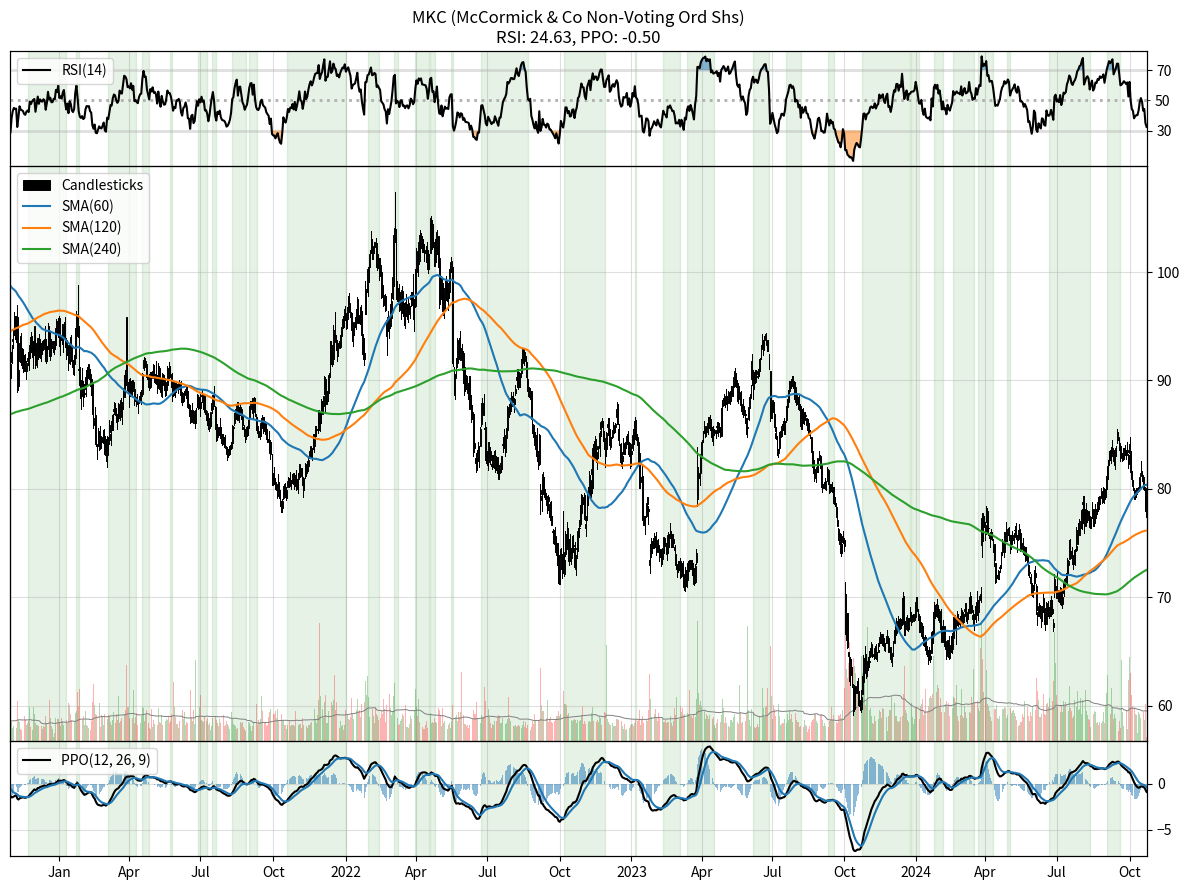 MKC (McCormick & Co Non-Voting Ord Shs)
RSI: 24.63, PPO: -0.50
RSI(14)
70
50
30
Candlesticks
SMA(60)
SMA(120)
SMA(240)
100
90
80
70
60
PPO(12, 26, 9)
0
−5
Jan Apr Jul Oct 2022 Apr Jul Oct 2023 Apr Jul Oct 2024 Apr Jul Oct